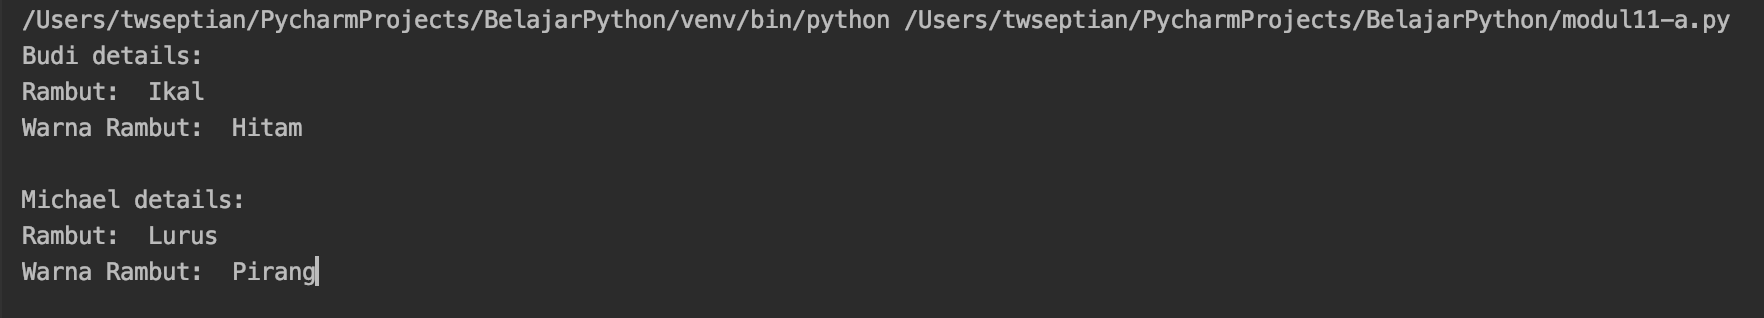 /Users/twseptian/PycharmProjects/BelajarPython/venv/bin/python /Users/twseptian/PycharmProjects/BelajarPython/modul11-a.py
Budi details:
Rambut:  Ikal
Warna Rambut:  Hitam

Michael details:
Rambut:  Lurus
Warna Rambut:  Pirang